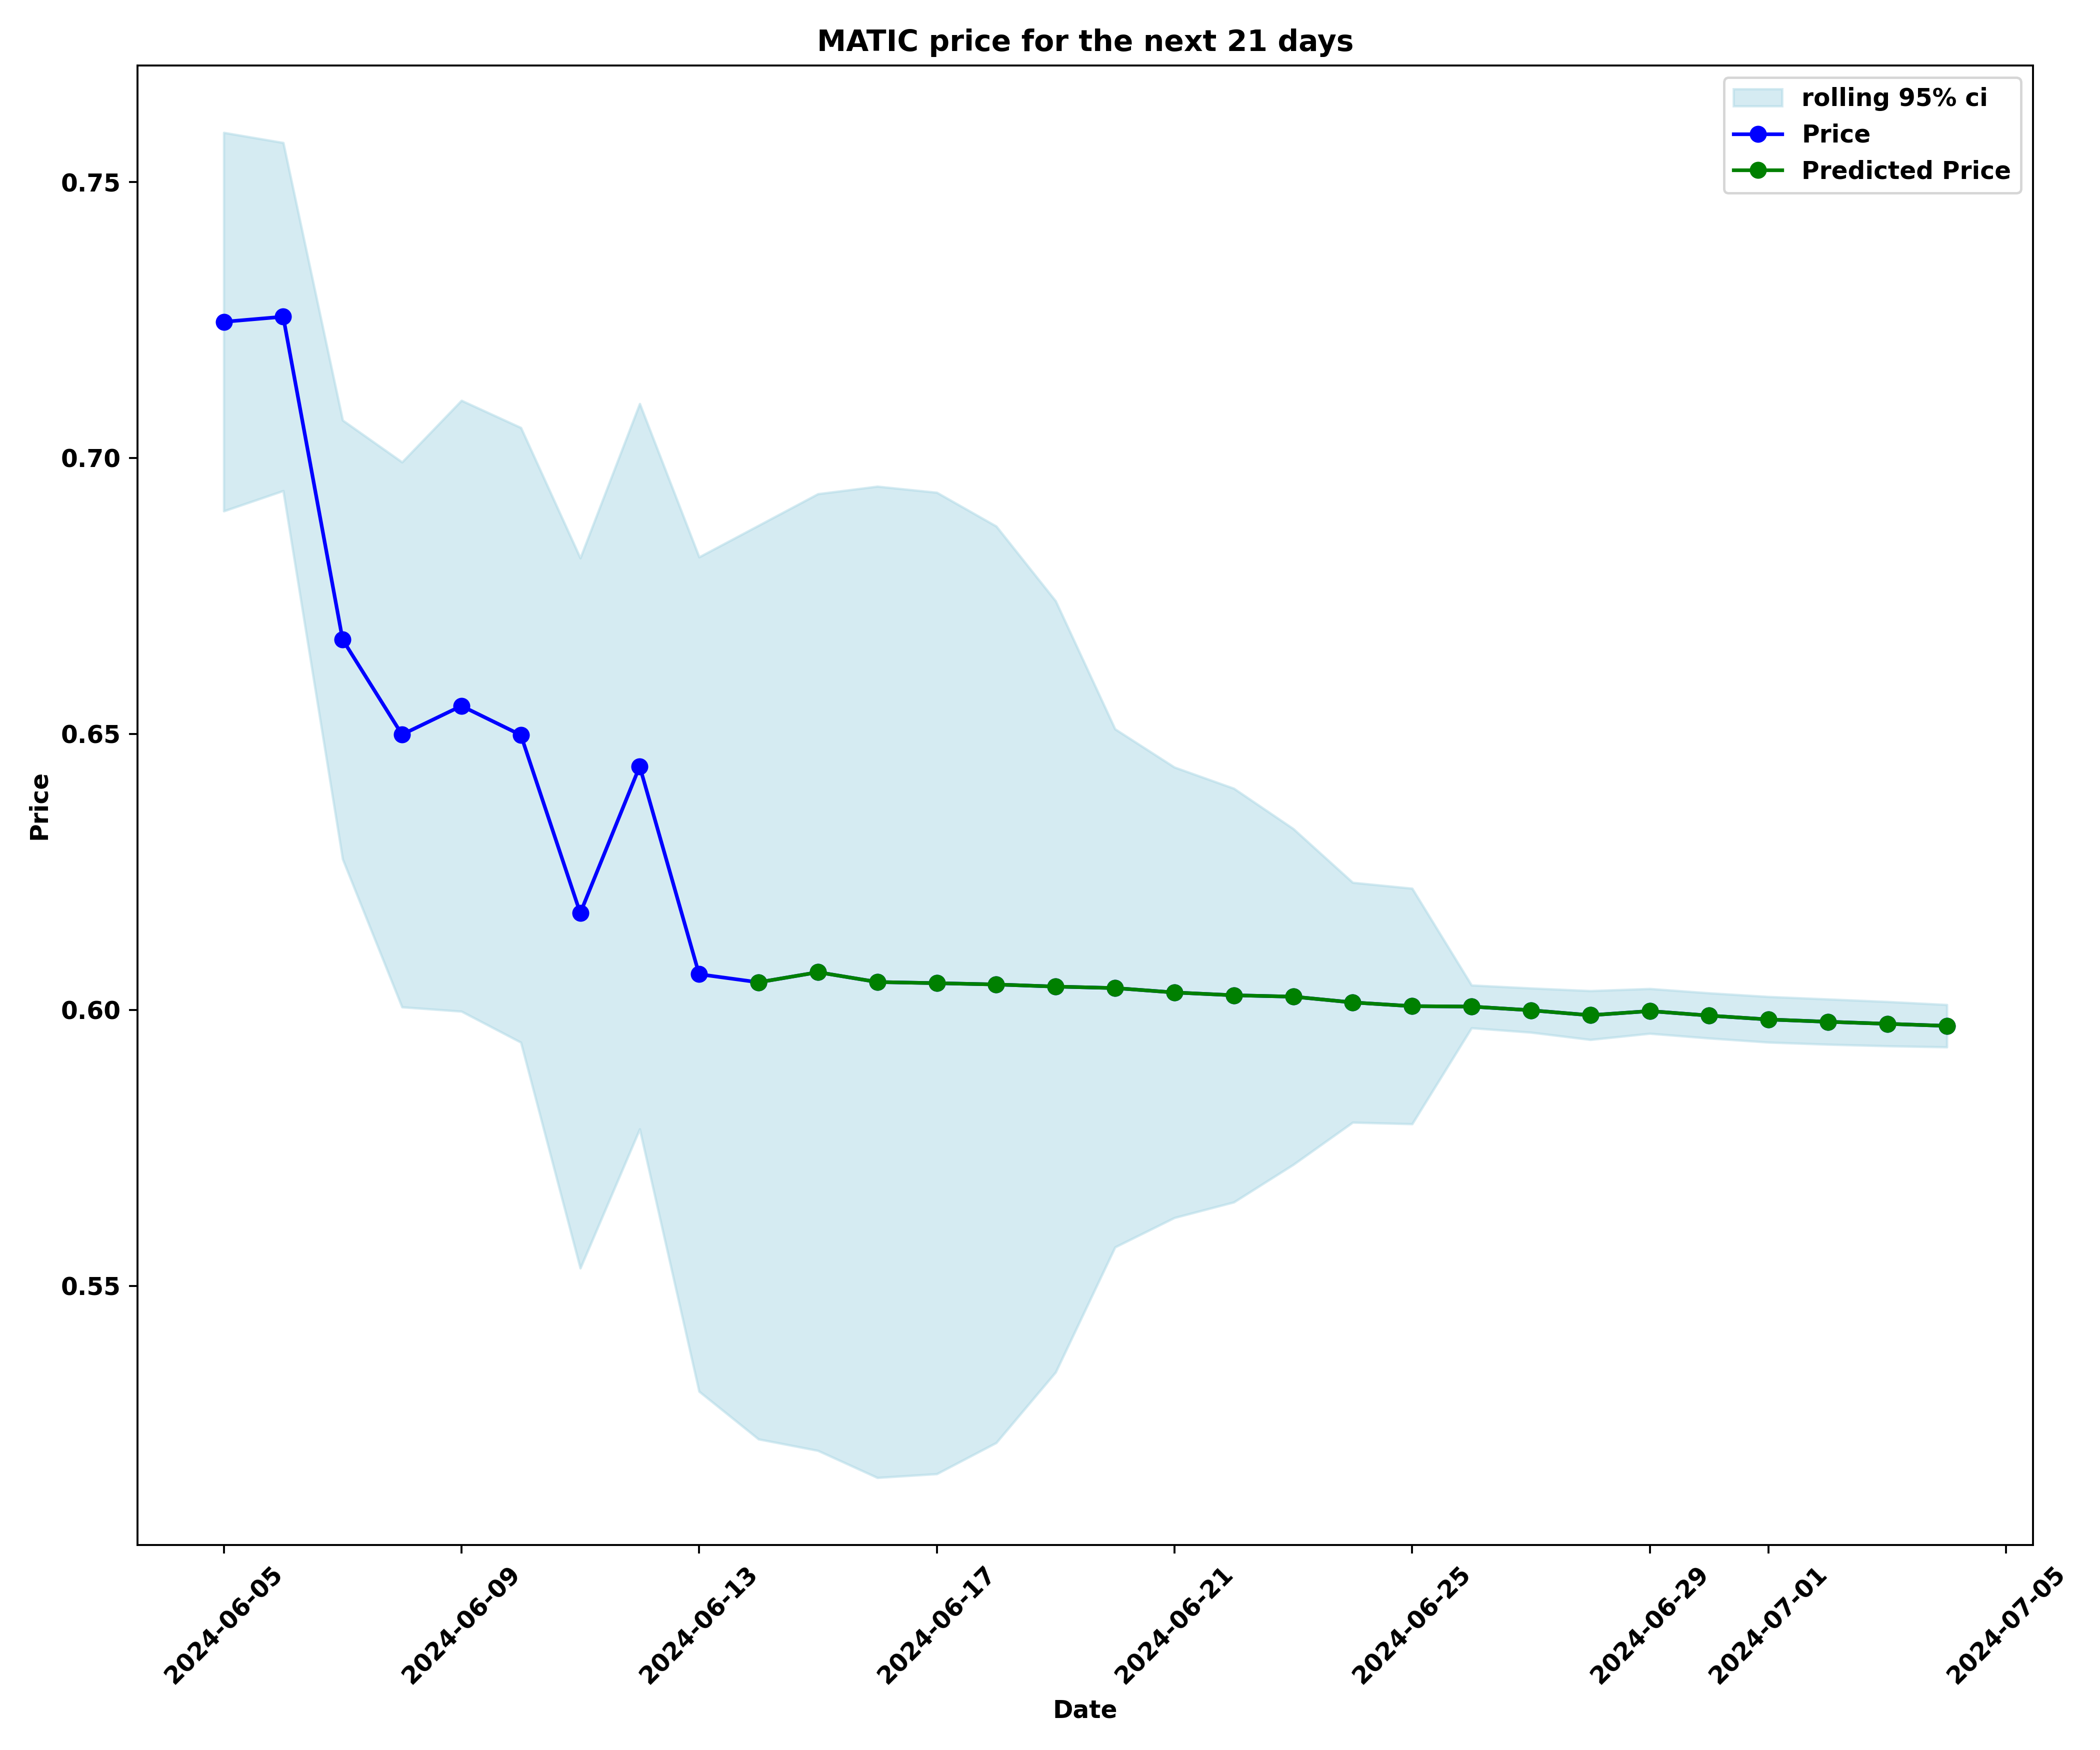 MATIC price for the next 21 days
rolling 95% ci
Price
Predicted Price
0.75
0.70
0.65
0.60
0.55
Price
2024-06-05
2024-06-09
2024-06-13
2024-06-17
2024-06-21
2024-06-25
2024-06-29
2024-07-01
2024-07-05
Date